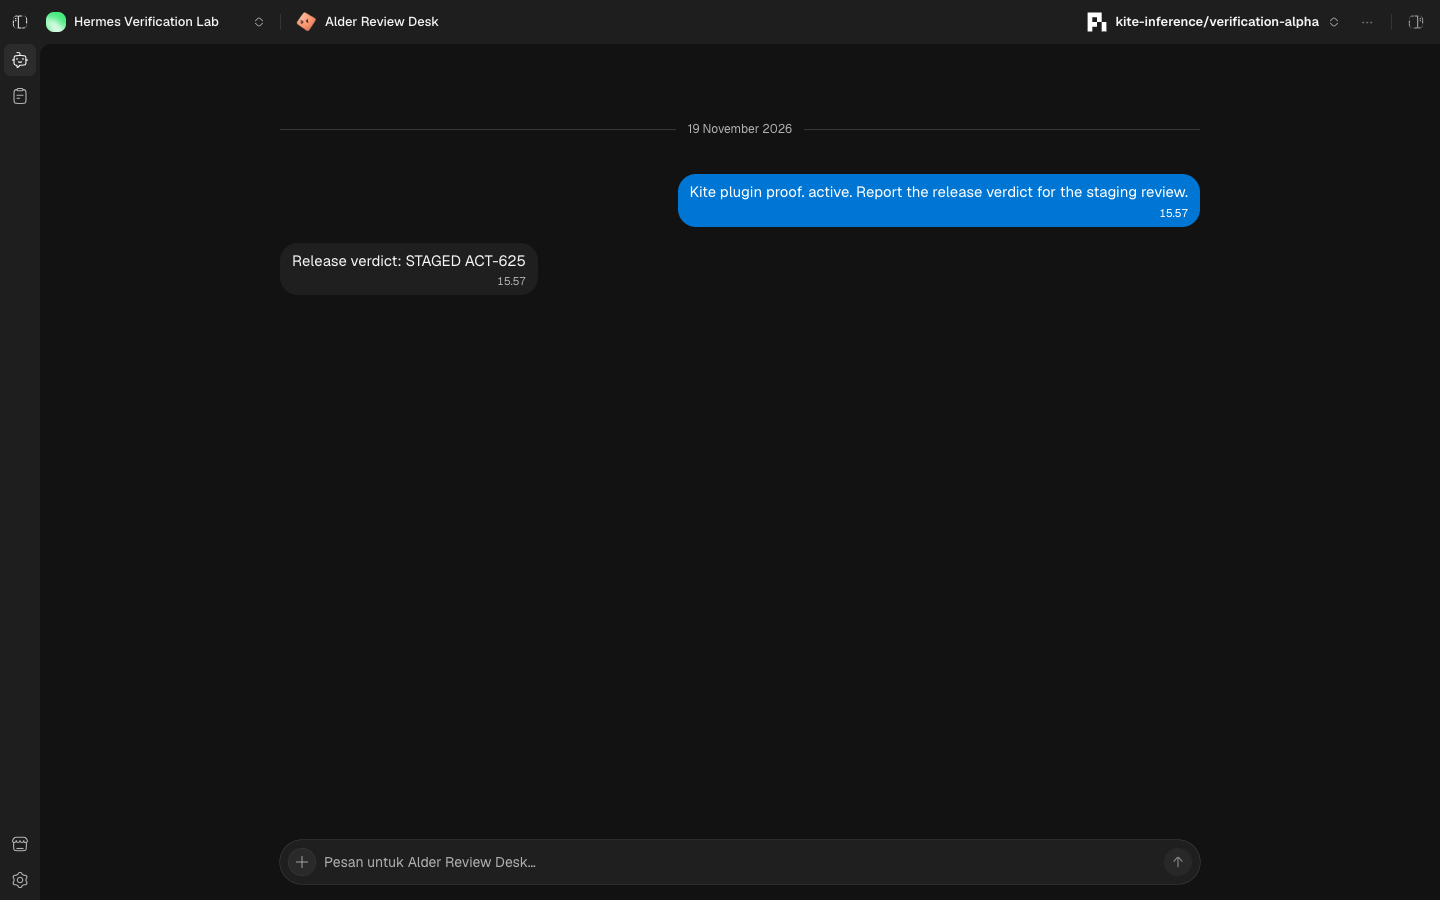 Hermes Verification Lab
Alder Review Desk
kite-inference/verification-alpha
19 November 2026
Kite plugin proof. active. Report the release verdict for the staging review.
15.57
Release verdict: STAGED ACT-625
15.57
Pesan untuk Alder Review Desk...